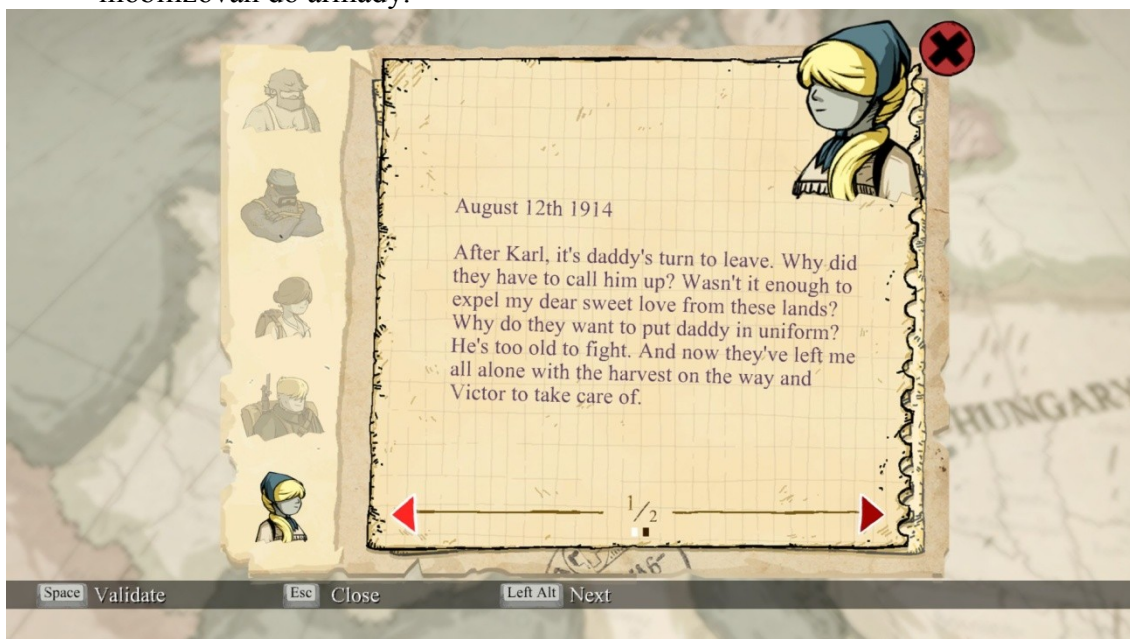 mobilizován do armády.
August 12th 1914
After Karl, it's daddy's turn to leave. Why did
they have to call him up? Wasn't it enough to
expel my dear sweet love from these lands?
Why do they want to put daddy in uniform?
He's too old to fight. And now they've left me
all alone with the harvest on the way and
Victor to take care of.
HUNGARY
1/2
Space Validate
Esc Close
Left Alt Next